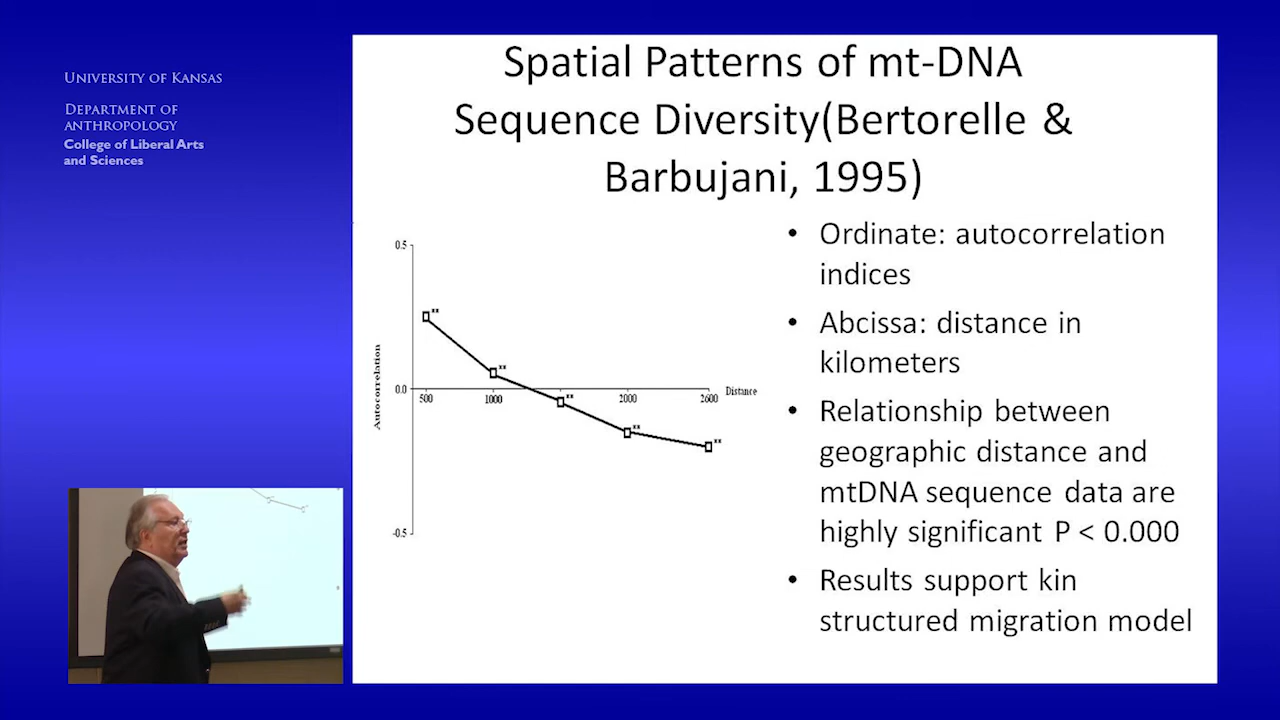 UNIVERSITY OF KANSAS
DEPARTMENT OF
ANTHROPOLOGY
College of Liberal Arts
and Sciences
Spatial Patterns of mt-DNA
Sequence Diversity(Bertorelle &
Barbujani, 1995)
0.5
**
**
Autocorrelation
0.0
500
1000
**
2000
2600
Distance
**
**
-0.5
• Ordinate: autocorrelation
indices
• Abcissa: distance in
kilometers
• Relationship between
geographic distance and
mtDNA sequence data are
highly significant P < 0.000
• Results support kin
structured migration model